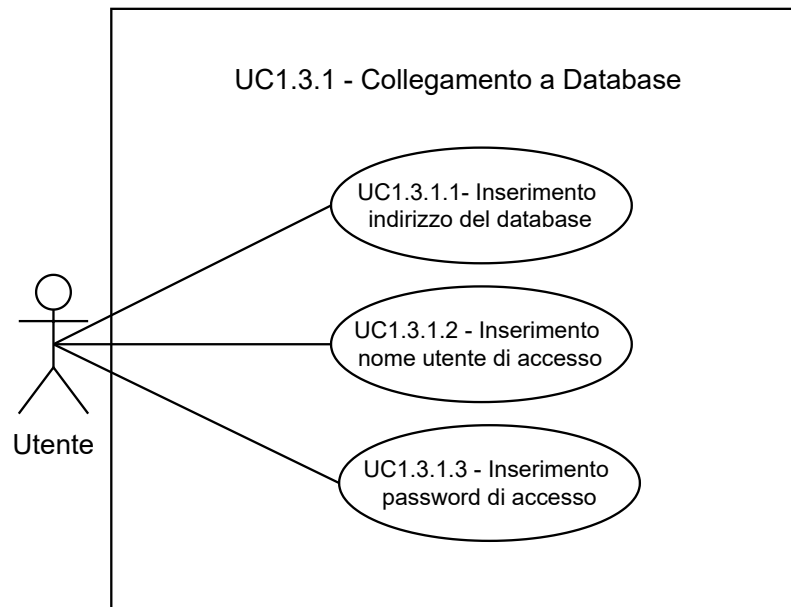 UC1.3.1 - Collegamento a Database
UC1.3.1.1- Inserimento
indirizzo del database
UC1.3.1.2 - Inserimento
nome utente di accesso
Utente
UC1.3.1.3 - Inserimento
password di accesso